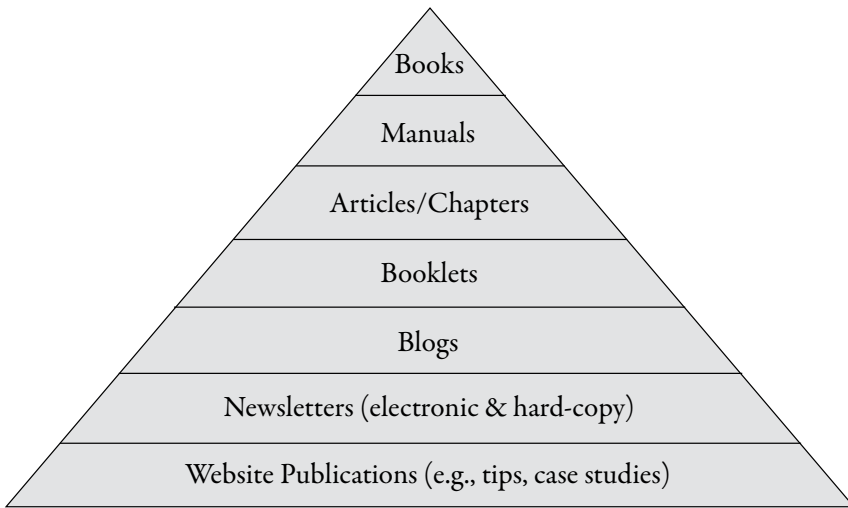 Books
Manuals
Articles/Chapters
Booklets
Blogs
Newsletters (electronic & hard-copy)
Website Publications (e.g., tips, case studies)